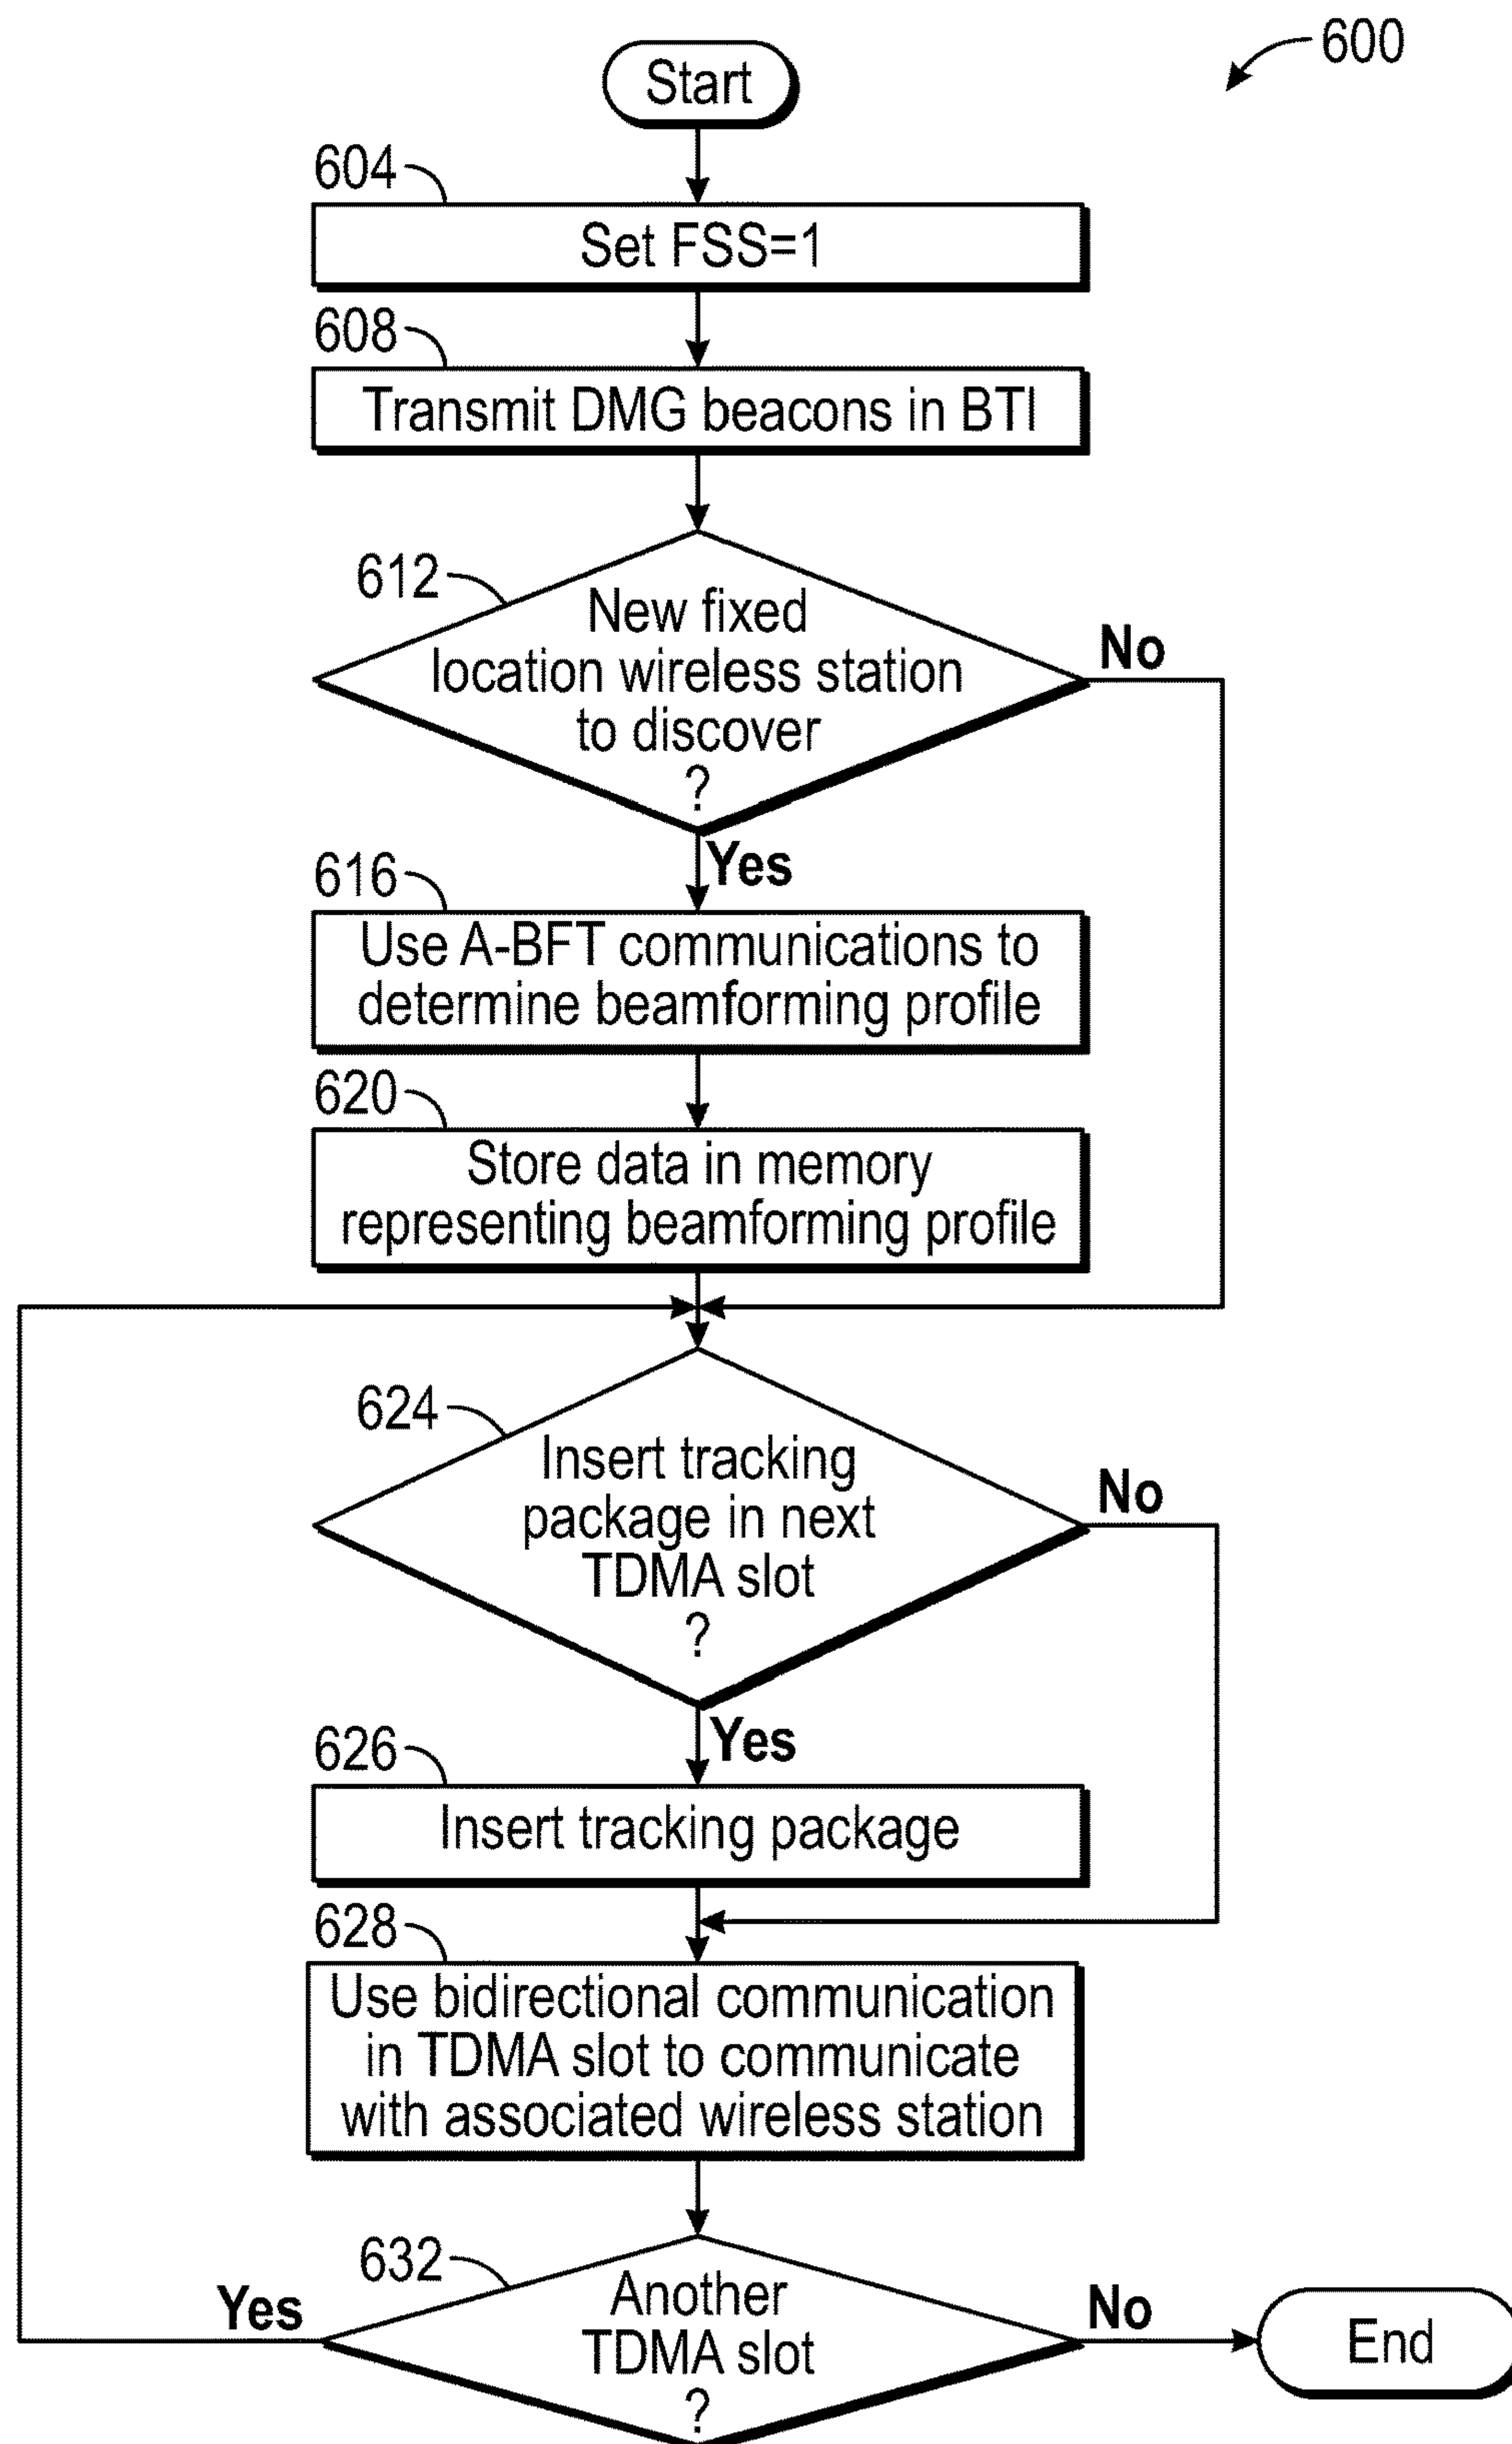 600
Start
604
Set FSS=1
608
Transmit DMG beacons in BTI
612
New fixed
location wireless station
to discover
?
No
Yes
616
Use A-BFT communications to
determine beamforming profile
620
Store data in memory
representing beamforming profile
624
Insert tracking
package in next
TDMA slot
?
No
Yes
626
Insert tracking package
628
Use bidirectional communication
in TDMA slot to communicate
with associated wireless station
632
Another
TDMA slot
?
Yes
No
End